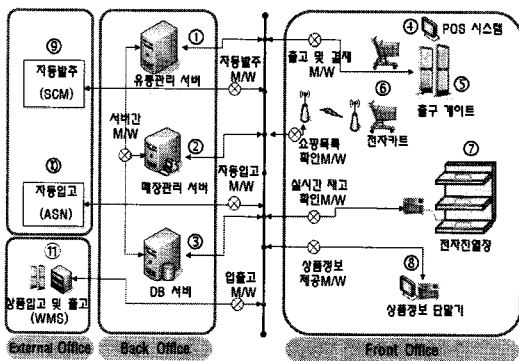 ⑨
자동발주
(SCM)
⑩
자동입고
(ASN)
⑪
상품입고 및 출고
(WMS)
External Office
①
유통관리 서버
자동발주
M/W
서버간
M/W
②
매장관리 서버
자동입고
M/W
③
DB 서버
입출고
M/W
Back Office
④ POS 시스템
출고 및 결재
M/W
⑤
출구 게이트
⑥
전자카트
쇼핑목록
확인M/W
⑦
실시간 재고
확인M/W
전자진열장
⑧
상품정보
제공M/W
상품정보 단말기
Front Office